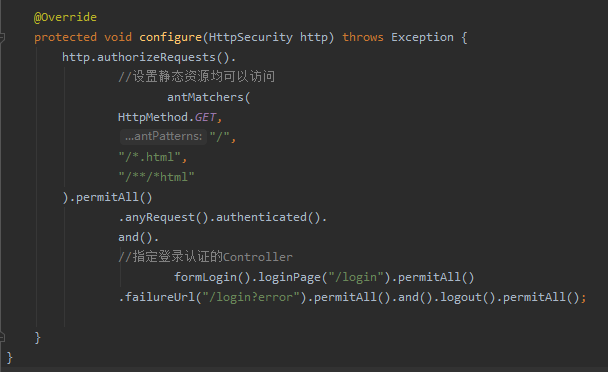 @Override
protected void configure(HttpSecurity http) throws Exception {
http.authorizeRequests().
//设置静态资源均可以访问
antMatchers(
HttpMethod.GET,
...antPatterns: "/",
"/*.html",
"/**/*html"
).permitAll()
.anyRequest().authenticated().
and().
//指定登录认证的Controller
formLogin().loginPage("/login").permitAll()
.failureUrl("/login?error").permitAll().and().logout().permitAll();
}
}